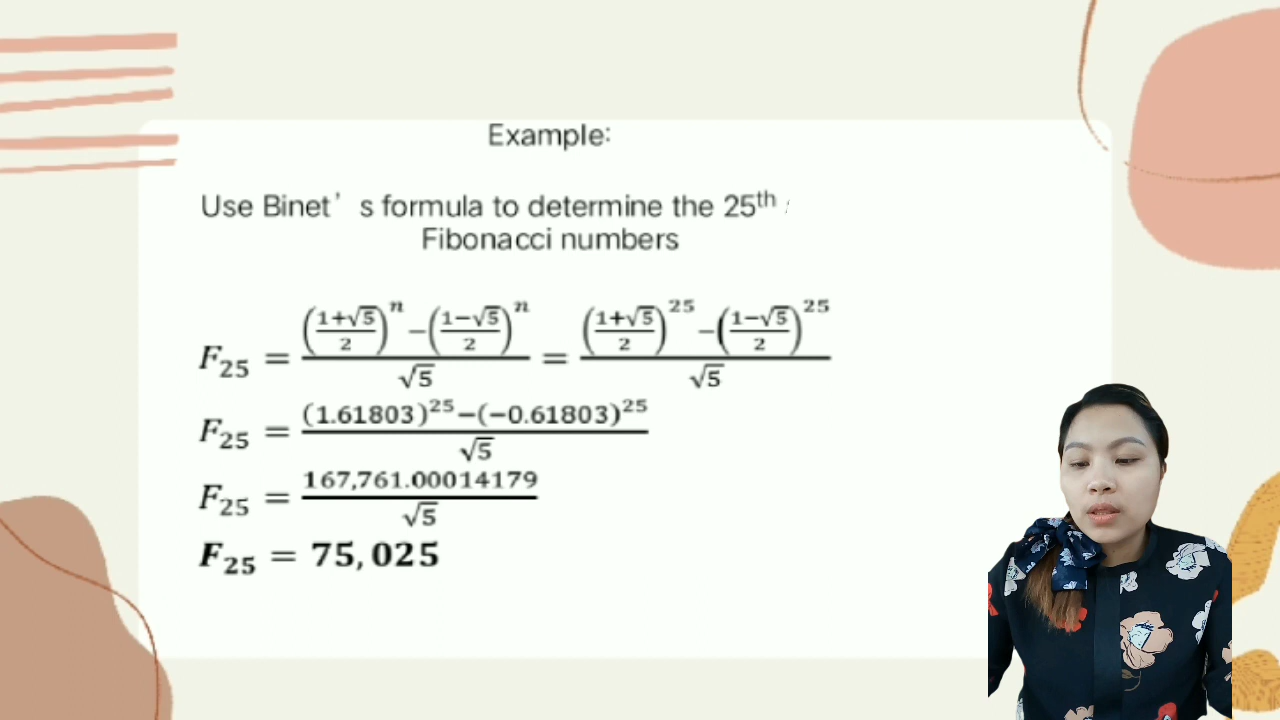 Example:
Use Binet’ s formula to determine the 25th
Fibonacci numbers
F₂₅ = (((1+√5)/2)ⁿ − ((1−√5)/2)ⁿ)/√5 = (((1+√5)/2)²⁵ − ((1−√5)/2)²⁵)/√5
F₂₅ = ((1.61803)²⁵−(−0.61803)²⁵)/√5
F₂₅ = 167,761.00014179/√5
F₂₅ = 75,025